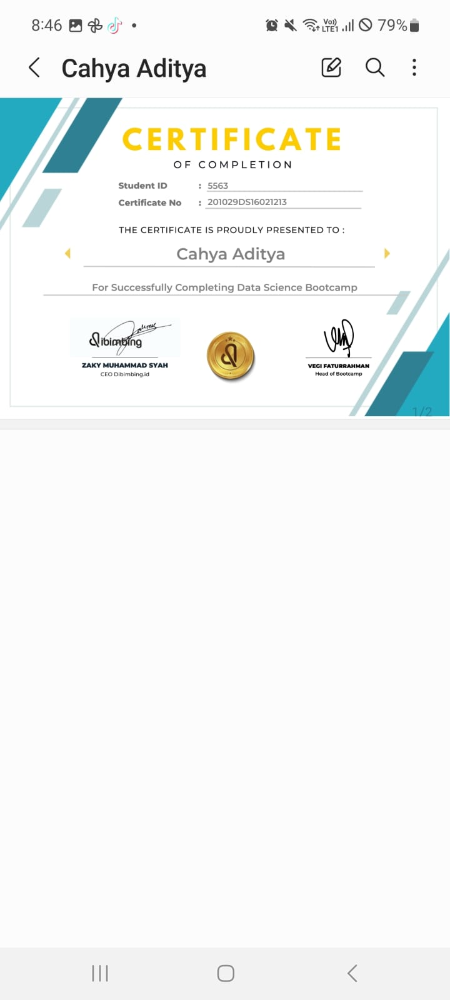 8:46 Vo)) LTE1 79%
Cahya Aditya
CERTIFICATE
OF COMPLETION
Student ID : 5563
Certificate No : 201029DS16021213
THE CERTIFICATE IS PROUDLY PRESENTED TO :
Cahya Aditya
For Successfully Completing Data Science Bootcamp
ibimbing
ZAKY MUHAMMAD SYAH
CEO Dibimbing.id
VEGI FATURRAHMAN
Head of Bootcamp
1/2